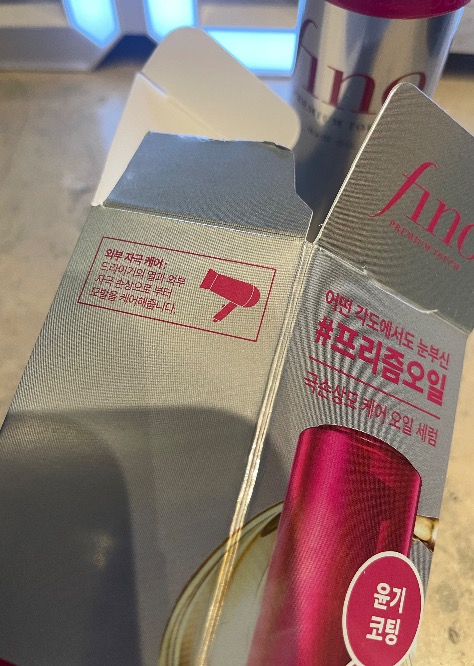 fino
PREMIUM TOUCH
fino
PREMIUM TOUCH
외부 자극 케어 :
드라이기의 열과 외부
자극 손상으로 부터
모발을 케어해줍니다.
어떤 각도에서도 눈부신
#프리즘오일
극손상모 케어 오일 세럼
윤기
코팅